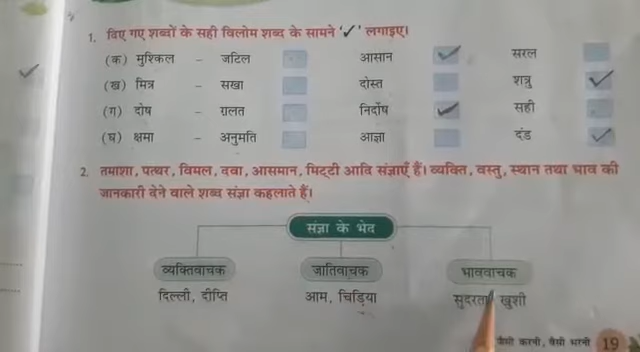 1. दिए गए शब्दों के सही विलोम शब्द के सामने '✓' लगाइए।
(क) मुश्किल – जटिल आसान ✓ सरल
(ख) मित्र – सखा दोस्त शत्रु ✓
(ग) दोष – ग़लत निर्दोष ✓ सही
(घ) क्षमा – अनुमति आज्ञा दंड ✓
2. तमाशा, पत्थर, विमल, दवा, आसमान, मिट्टी आदि संज्ञाएँ हैं। व्यक्ति, वस्तु, स्थान तथा भाव की
जानकारी देने वाले शब्द संज्ञा कहलाते हैं।
संज्ञा के भेद
व्यक्तिवाचक जातिवाचक भाववाचक
दिल्ली, दीप्ति आम, चिड़िया सुंदरता, खुशी
जैसी करनी, वैसी भरनी 19